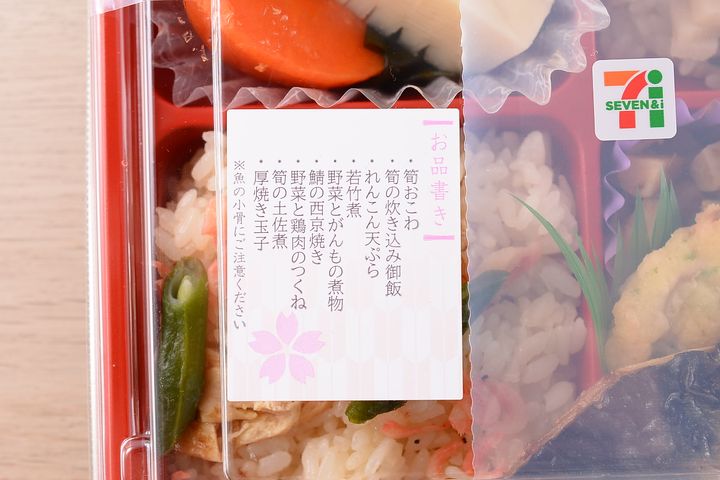 お品書き
・筍おこわ
・筍の炊き込み御飯
・れんこん天ぷら
・若竹煮
・野菜とがんもの煮物
・鯖の西京焼き
・野菜と鶏肉のつくね
・筍の土佐煮
・厚焼き玉子
※魚の小骨にご注意ください
7i
SEVEN&i